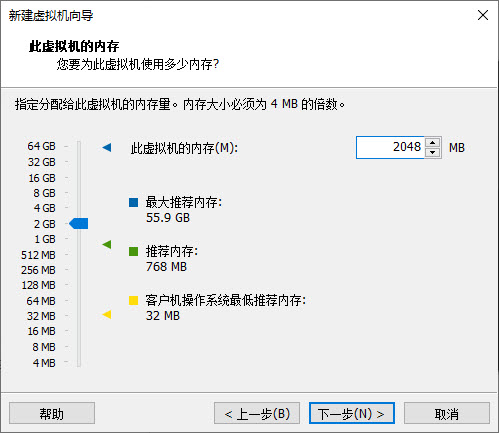 新建虚拟机向导
此虚拟机的内存
您要为此虚拟机使用多少内存?
指定分配给此虚拟机的内存量。内存大小必须为 4 MB 的倍数。
64 GB
32 GB
16 GB
8 GB
4 GB
2 GB
1 GB
512 MB
256 MB
128 MB
64 MB
32 MB
16 MB
8 MB
4 MB
此虚拟机的内存(M):
2048 MB
最大推荐内存:
55.9 GB
推荐内存:
768 MB
客户机操作系统最低推荐内存:
32 MB
帮助
< 上一步(B)
下一步(N) >
取消